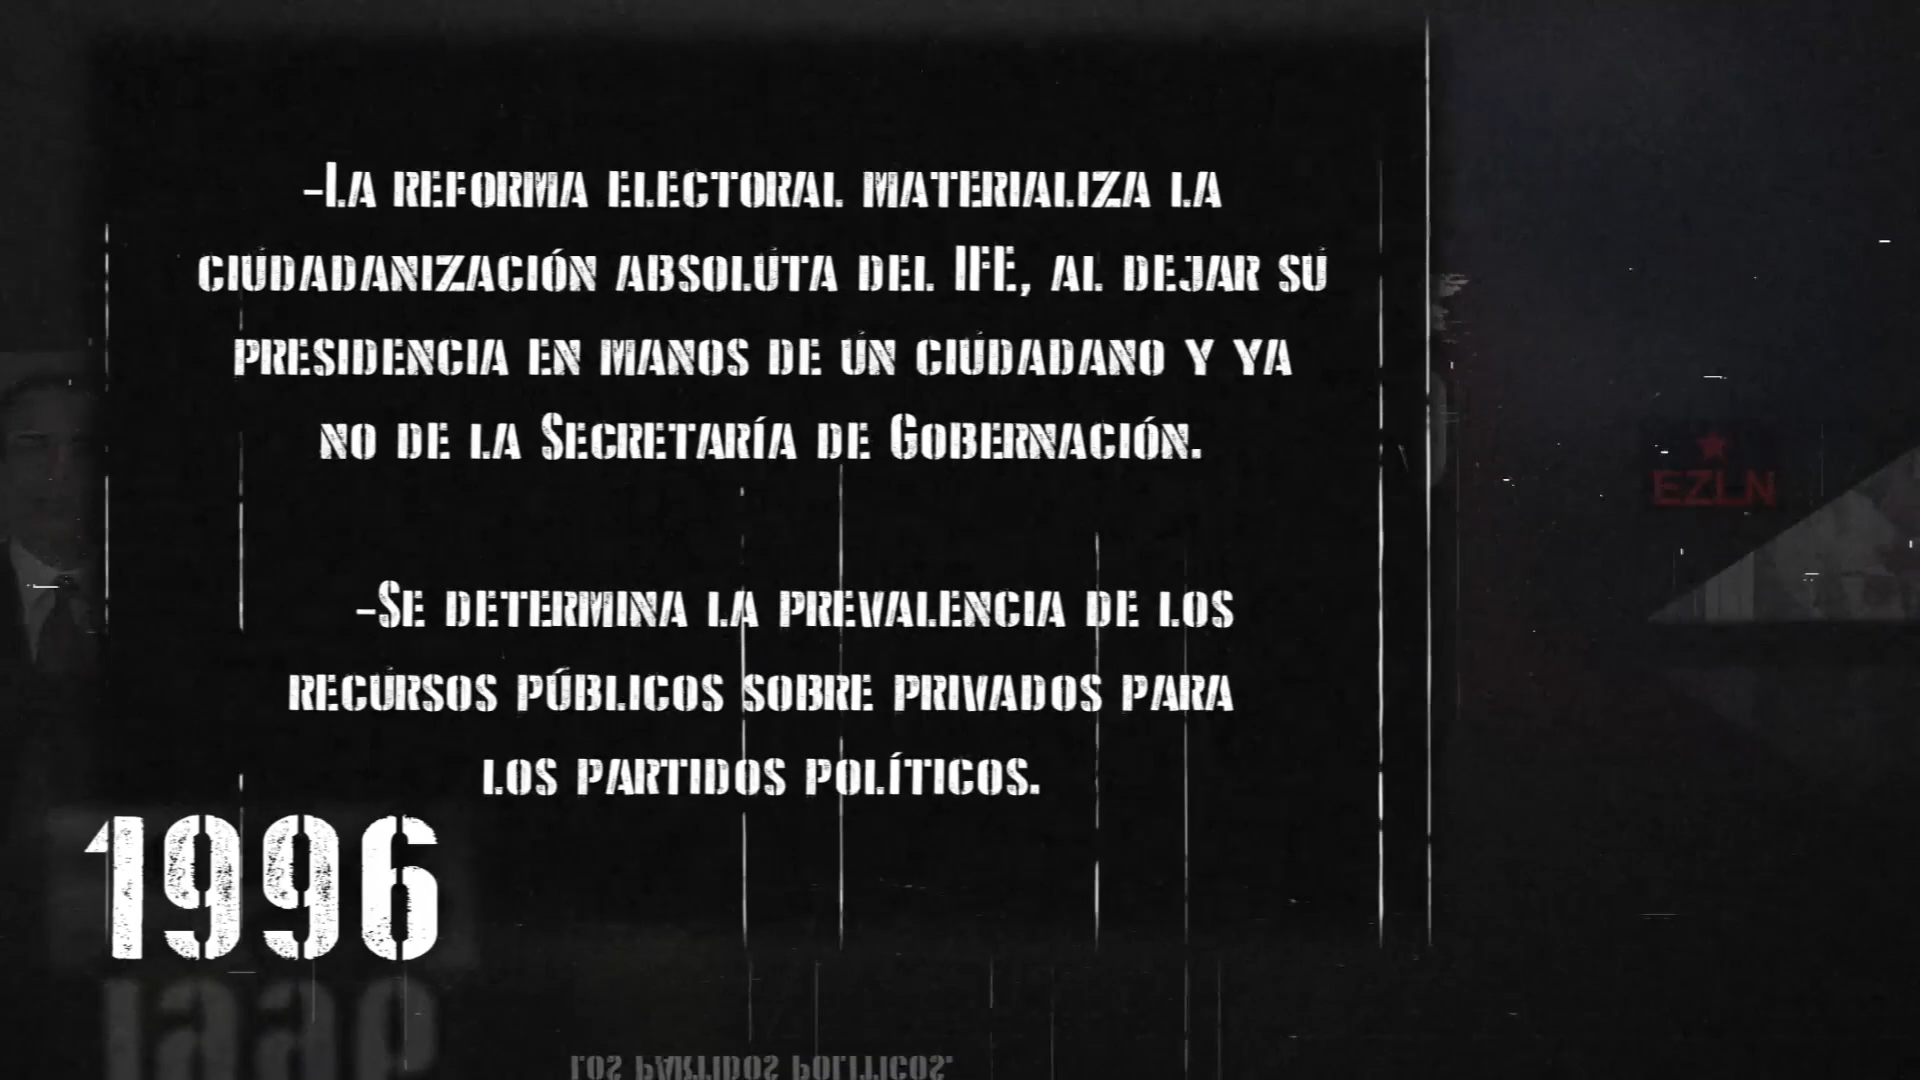 -La reforma electoral materializa la
ciudadanización absoluta del IFE, al dejar su
presidencia en manos de un ciudadano y ya
no de la Secretaría de Gobernación.
-Se determina la prevalencia de los
recursos públicos sobre privados para
los partidos políticos.
1996
EZLN